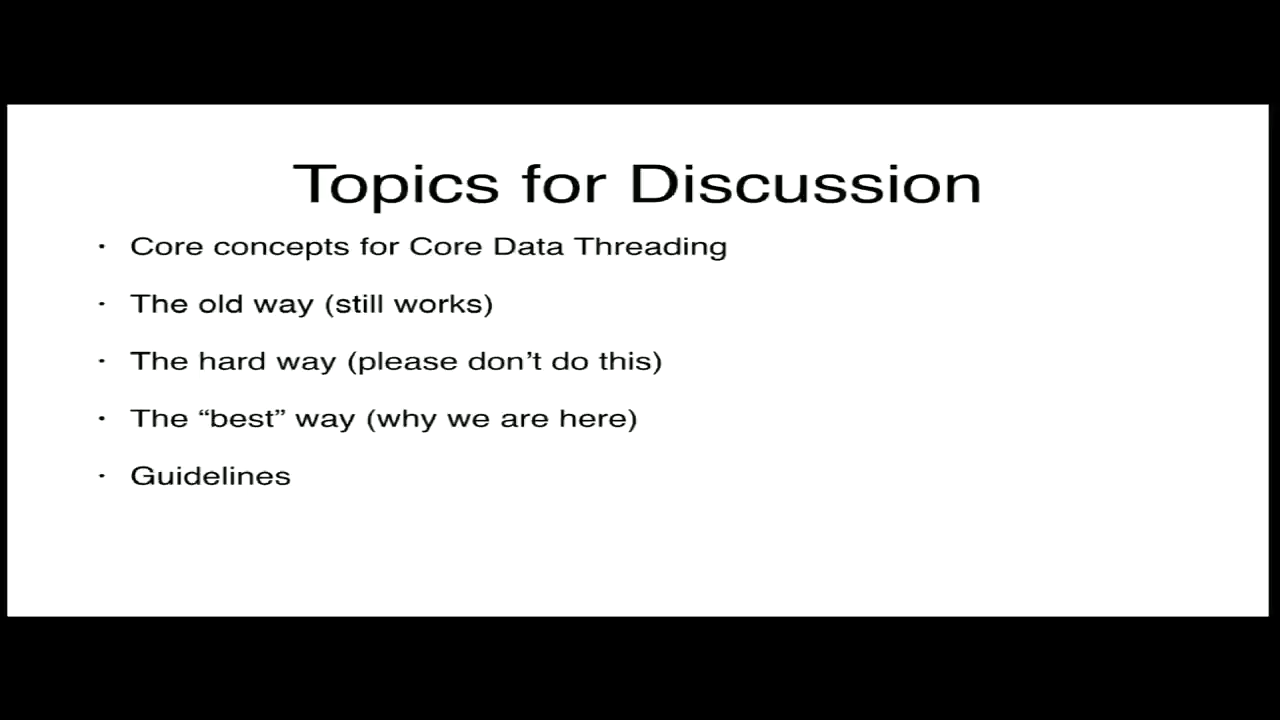 Topics for Discussion
· Core concepts for Core Data Threading
· The old way (still works)
· The hard way (please don’t do this)
· The “best” way (why we are here)
· Guidelines